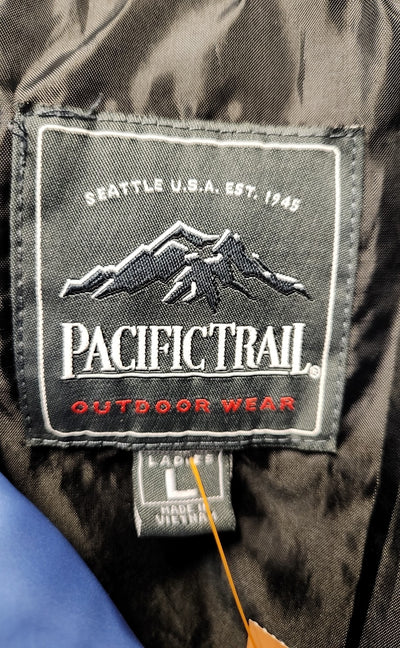 SEATTLE U.S.A. EST. 1945
PACIFICTRAIL®
OUTDOOR WEAR
LADIES
L
MADE IN
VIETNAM